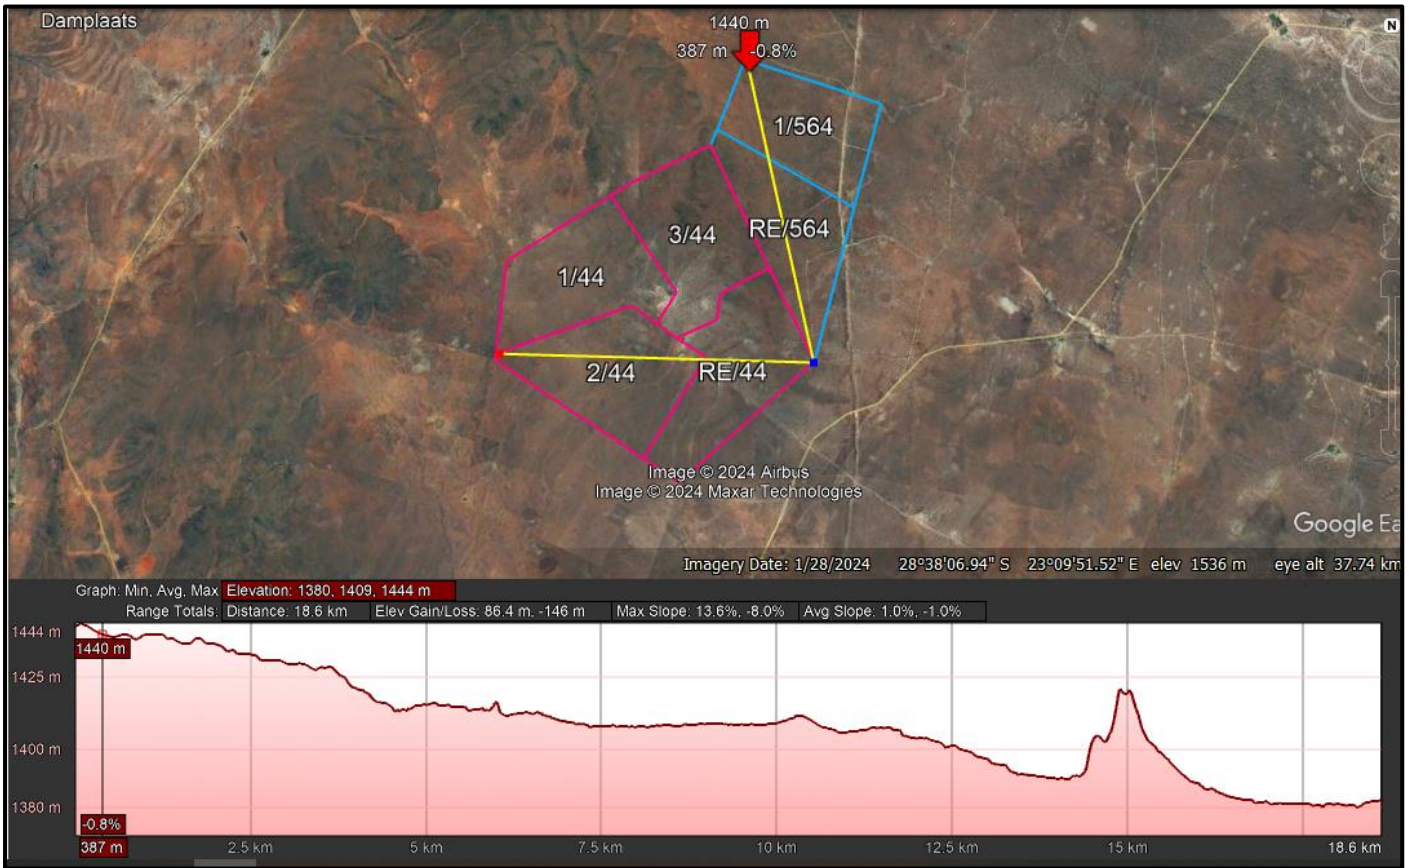 Damplaats
1440 m
387 m -0.8%
N
1/564
RE/564
3/44
1/44
2/44
RE/44
Image © 2024 Airbus
Image © 2024 Maxar Technologies
Google Ea
Imagery Date: 1/28/2024 28°38'06.94" S 23°09'51.52" E elev 1536 m eye alt 37.74 km
Graph: Min, Avg, Max Elevation: 1380, 1409, 1444 m
Range Totals: Distance: 18.6 km Elev Gain/Loss: 86.4 m, -146 m Max Slope: 13.6%, -8.0% Avg Slope: 1.0%, -1.0%
1444 m
1440 m
1425 m
1400 m
1380 m
-0.8%
387 m 2.5 km 5 km 7.5 km 10 km 12.5 km 15 km 18.6 km